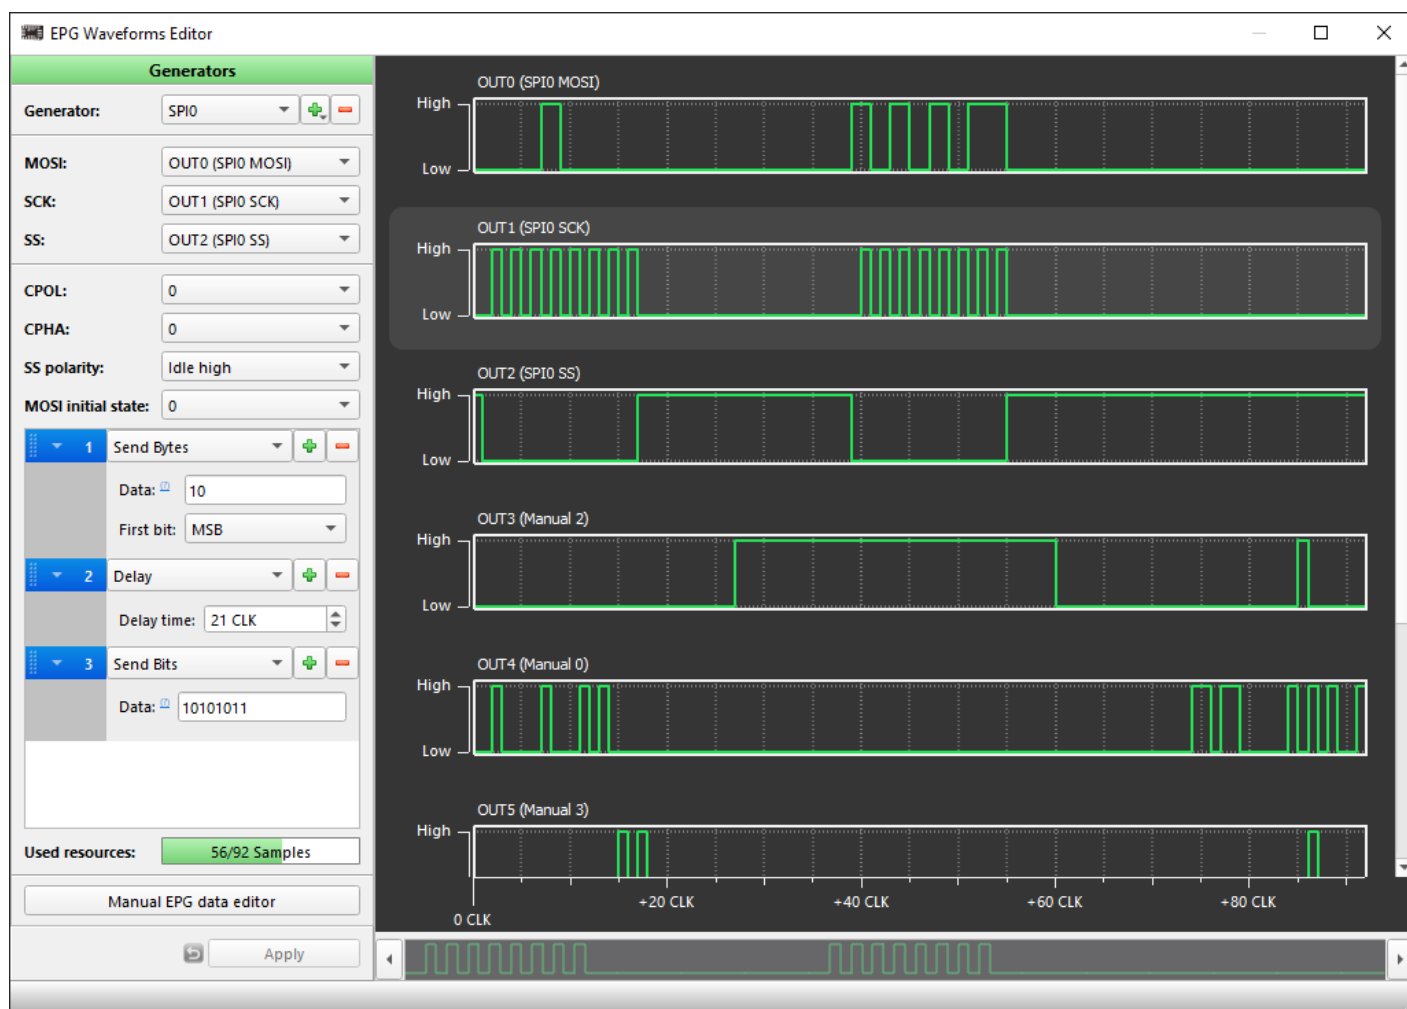 EPG Waveforms Editor
Generators
Generator: SPI0
MOSI: OUT0 (SPI0 MOSI)
SCK: OUT1 (SPI0 SCK)
SS: OUT2 (SPI0 SS)
CPOL: 0
CPHA: 0
SS polarity: Idle high
MOSI initial state: 0
1 Send Bytes
Data: 10
First bit: MSB
2 Delay
Delay time: 21 CLK
3 Send Bits
Data: 10101011
Used resources: 56/92 Samples
Manual EPG data editor
Apply
OUT0 (SPI0 MOSI)
High
Low
OUT1 (SPI0 SCK)
High
Low
OUT2 (SPI0 SS)
High
Low
OUT3 (Manual 2)
High
Low
OUT4 (Manual 0)
High
Low
OUT5 (Manual 3)
High
0 CLK +20 CLK +40 CLK +60 CLK +80 CLK